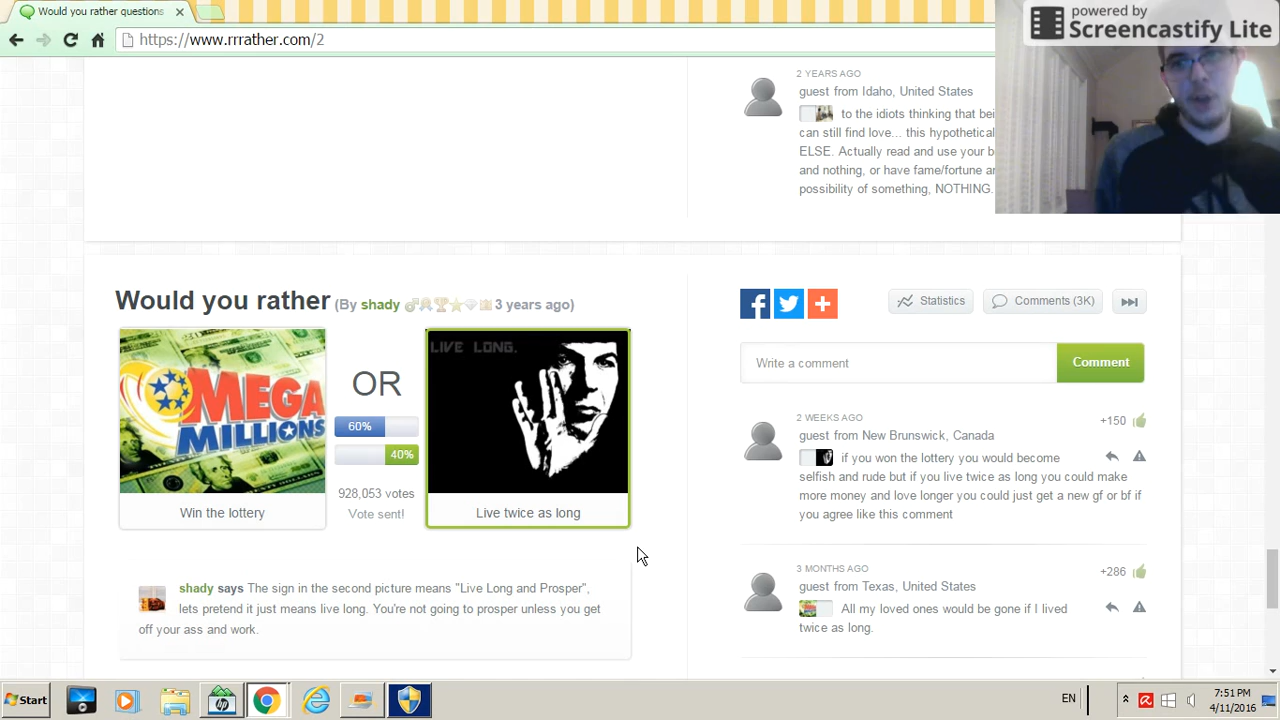 Would you rather questions ×
powered by
Screencastify Lite
https://www.rrrather.com/2
2 YEARS AGO
guest from Idaho, United States
to the idiots thinking that bei
can still find love... this hypothetical
ELSE. Actually read and use your b
and nothing, or have fame/fortune an
possibility of something, NOTHING.
Would you rather (By shady 3 years ago)
MEGA
MILLIONS
Win the lottery
OR
60%
40%
928,053 votes
Vote sent!
LIVE LONG.
Live twice as long
shady says The sign in the second picture means "Live Long and Prosper",
lets pretend it just means live long. You're not going to prosper unless you get
off your ass and work.
Statistics
Comments (3K)
Write a comment
Comment
2 WEEKS AGO
+150
guest from New Brunswick, Canada
if you won the lottery you would become
selfish and rude but if you live twice as long you could make
more money and love longer you could just get a new gf or bf if
you agree like this comment
3 MONTHS AGO
+286
guest from Texas, United States
All my loved ones would be gone if I lived
twice as long.
Start
hp
EN
7:51 PM
4/11/2016